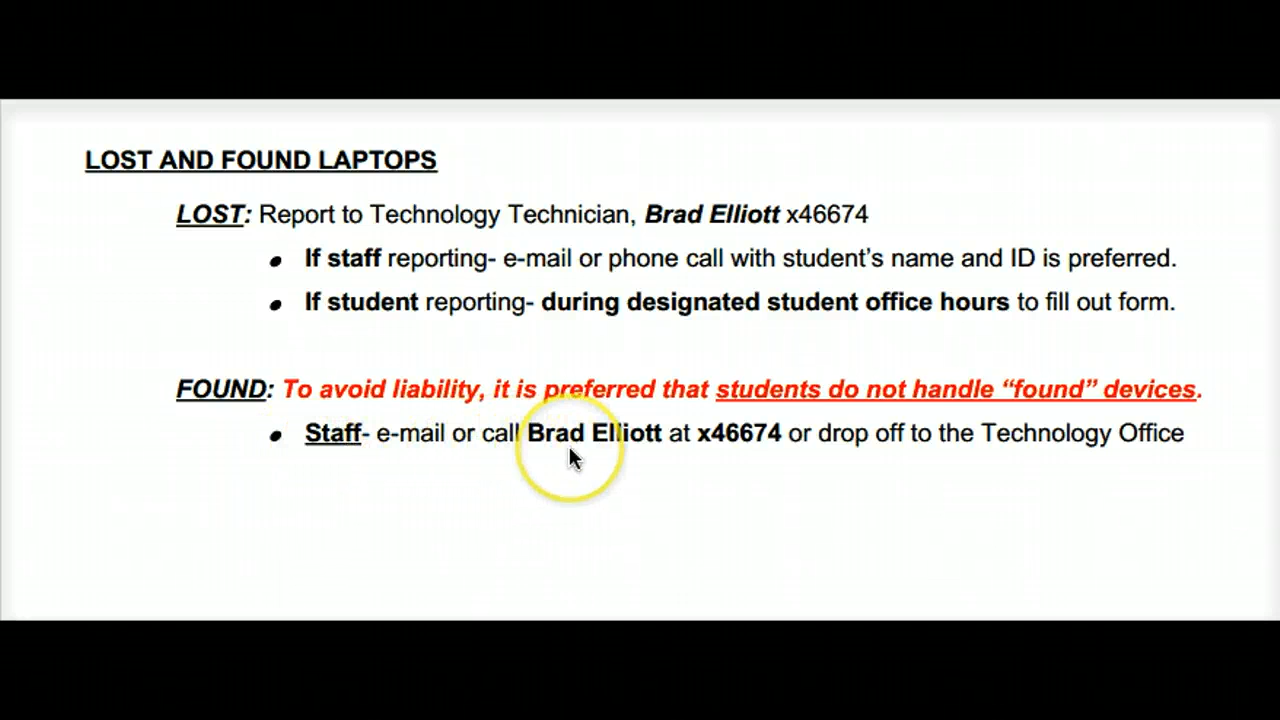 LOST AND FOUND LAPTOPS
LOST: Report to Technology Technician, Brad Elliott x46674
● If staff reporting- e-mail or phone call with student’s name and ID is preferred.
● If student reporting- during designated student office hours to fill out form.
FOUND: To avoid liability, it is preferred that students do not handle “found” devices.
● Staff- e-mail or call Brad Elliott at x46674 or drop off to the Technology Office